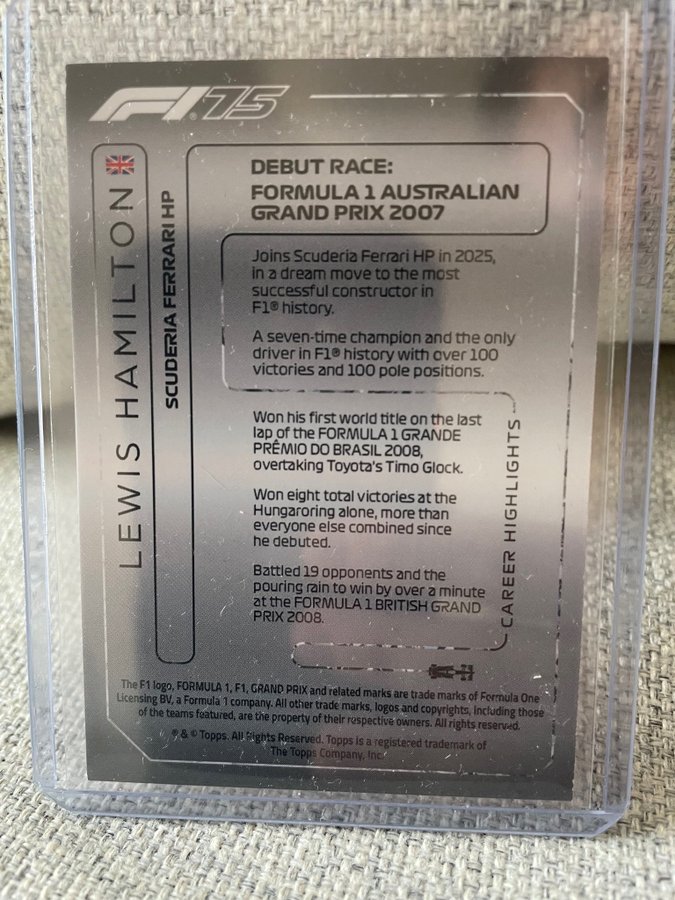 F1® 75
LEWIS HAMILTON
SCUDERIA FERRARI HP
DEBUT RACE:
FORMULA 1 AUSTRALIAN
GRAND PRIX 2007
Joins Scuderia Ferrari HP in 2025,
in a dream move to the most
successful constructor in
F1® history.
A seven-time champion and the only
driver in F1® history with over 100
victories and 100 pole positions.
Won his first world title on the last
lap of the FORMULA 1 GRANDE
PRÊMIO DO BRASIL 2008,
overtaking Toyota's Timo Glock.
Won eight total victories at the
Hungaroring alone, more than
everyone else combined since
he debuted.
Battled 19 opponents and the
pouring rain to win by over a minute
at the FORMULA 1 BRITISH GRAND
PRIX 2008.
CAREER HIGHLIGHTS
The F1 logo, FORMULA 1, F1, GRAND PRIX and related marks are trade marks of Formula One
Licensing BV, a Formula 1 company. All other trade marks, logos and copyrights, including those
of the teams featured, are the property of their respective owners. All rights reserved.
® & © Topps. All Rights Reserved. Topps is a registered trademark of
The Topps Company, Inc.